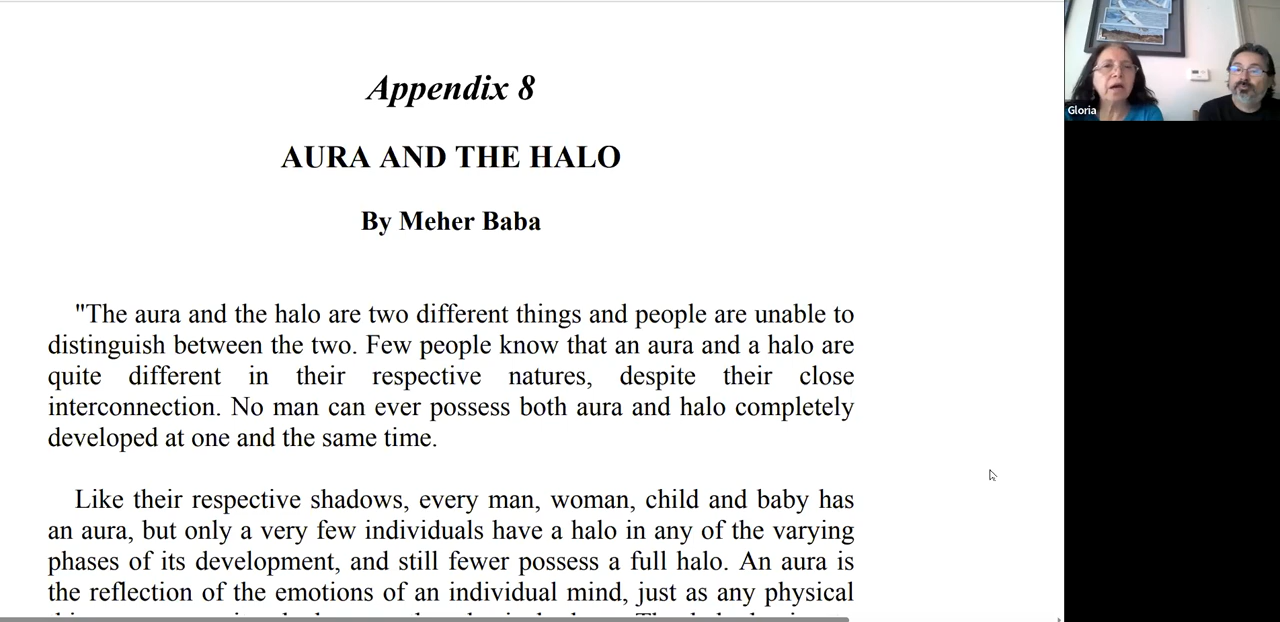 Appendix 8
AURA AND THE HALO
By Meher Baba
"The aura and the halo are two different things and people are unable to
distinguish between the two. Few people know that an aura and a halo are
quite different in their respective natures, despite their close
interconnection. No man can ever possess both aura and halo completely
developed at one and the same time.
Like their respective shadows, every man, woman, child and baby has
an aura, but only a very few individuals have a halo in any of the varying
phases of its development, and still fewer possess a full halo. An aura is
the reflection of the emotions of an individual mind, just as any physical
Gloria